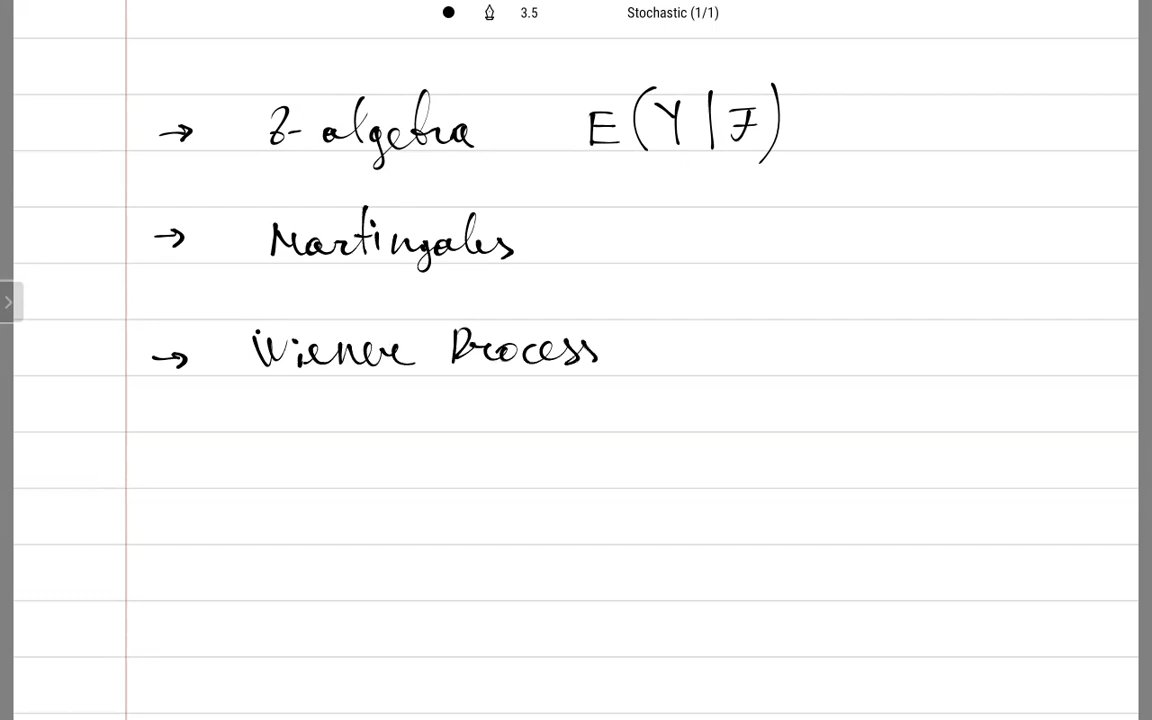 3.5 Stochastic (1/1)
→ σ-algebra E(Y|F)
→ Martingales
→ Wiener Process